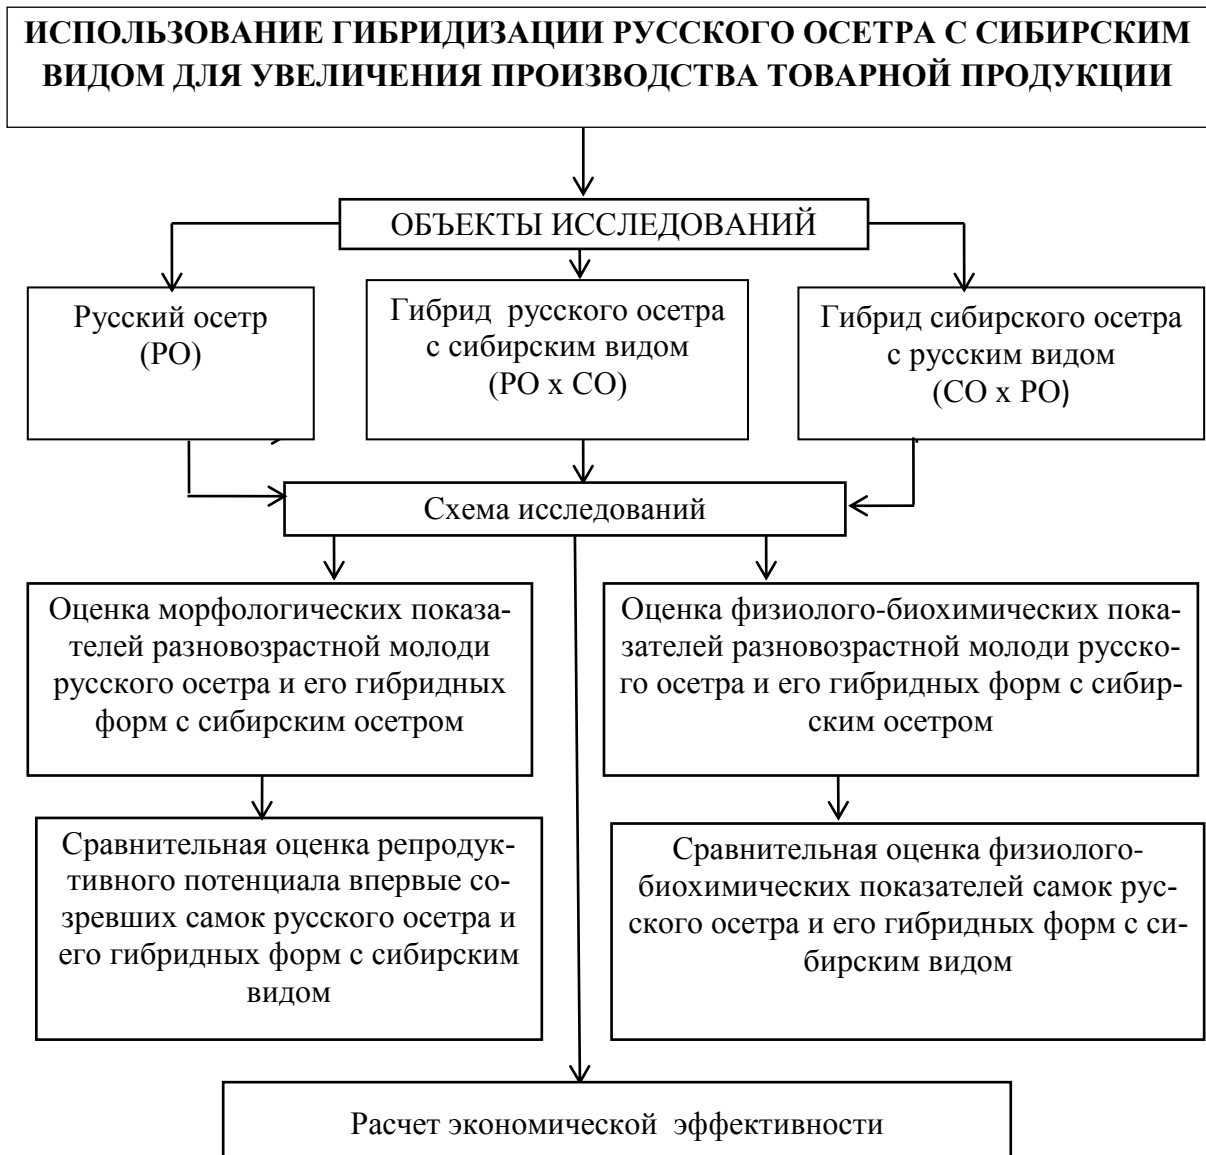 ИСПОЛЬЗОВАНИЕ ГИБРИДИЗАЦИИ РУССКОГО ОСЕТРА С СИБИРСКИМ
ВИДОМ ДЛЯ УВЕЛИЧЕНИЯ ПРОИЗВОДСТВА ТОВАРНОЙ ПРОДУКЦИИ
ОБЪЕКТЫ ИССЛЕДОВАНИЙ
Русский осетр
(РО)
Гибрид русского осетра
с сибирским видом
(РО х СО)
Гибрид сибирского осетра
с русским видом
(СО х РО)
Схема исследований
Оценка морфологических показа-
телей разновозрастной молоди
русского осетра и его гибридных
форм с сибирским осетром
Оценка физиолого-биохимических пока-
зателей разновозрастной молоди русско-
го осетра и его гибридных форм с сибир-
ским осетром
Сравнительная оценка репродук-
тивного потенциала впервые со-
зревших самок русского осетра и
его гибридных форм с сибирским
видом
Сравнительная оценка физиолого-
биохимических показателей самок рус-
ского осетра и его гибридных форм с си-
бирским видом
Расчет экономической эффективности